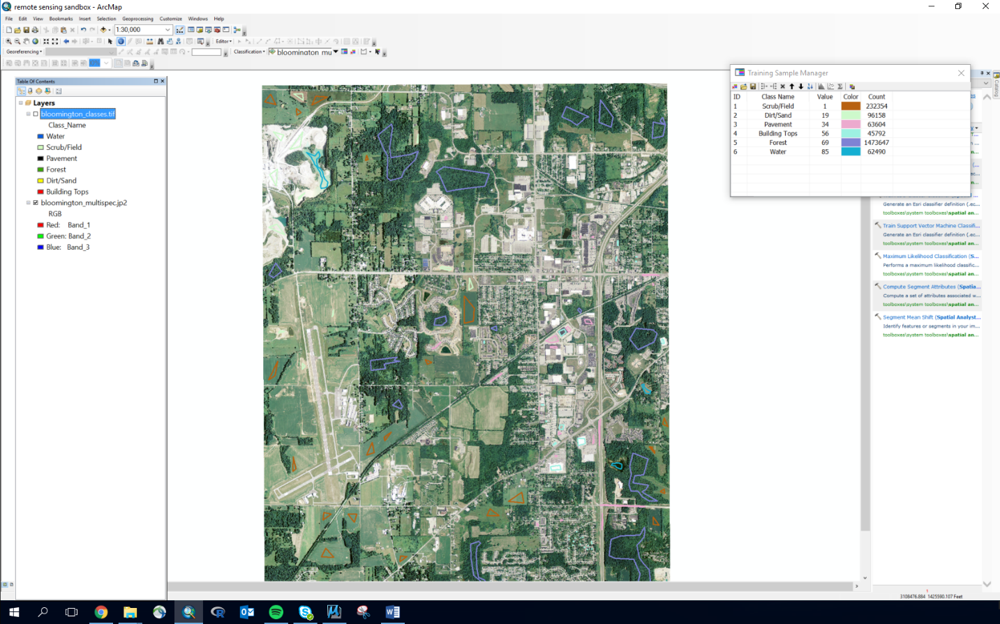 remote sensing sandbox - ArcMap
File Edit View Bookmarks Insert Selection Geoprocessing Customize Windows Help
1:30,000
Editor
Georeferencing
Classification
bloomington_mu
Table Of Contents
Layers
bloomington_classes.tif
Class_Name
Water
Scrub/Field
Pavement
Forest
Dirt/Sand
Building Tops
bloomington_multispec.jp2
RGB
Red: Band_1
Green: Band_2
Blue: Band_3
Training Sample Manager
ID Class Name Value Color Count
1 Scrub/Field 1 232354
2 Dirt/Sand 19 96158
3 Pavement 34 63604
4 Building Tops 56 45792
5 Forest 69 1473647
6 Water 85 62490
Catalog
Generate an Esri classifier definition (.ec...
toolboxes\system toolboxes\spatial an...
Train Support Vector Machine Classifi...
Generate an Esri classifier definition (.ec...
toolboxes\system toolboxes\spatial an...
Maximum Likelihood Classification (S...
Performs a maximum likelihood classific...
toolboxes\system toolboxes\spatial an...
Compute Segment Attributes (Spatia...
Compute a set of attributes associated w...
toolboxes\system toolboxes\spatial an...
Segment Mean Shift (Spatial Analyst...
Identify features or segments in your im...
toolboxes\system toolboxes\spatial an...
3108476.884 1425590.107 Feet